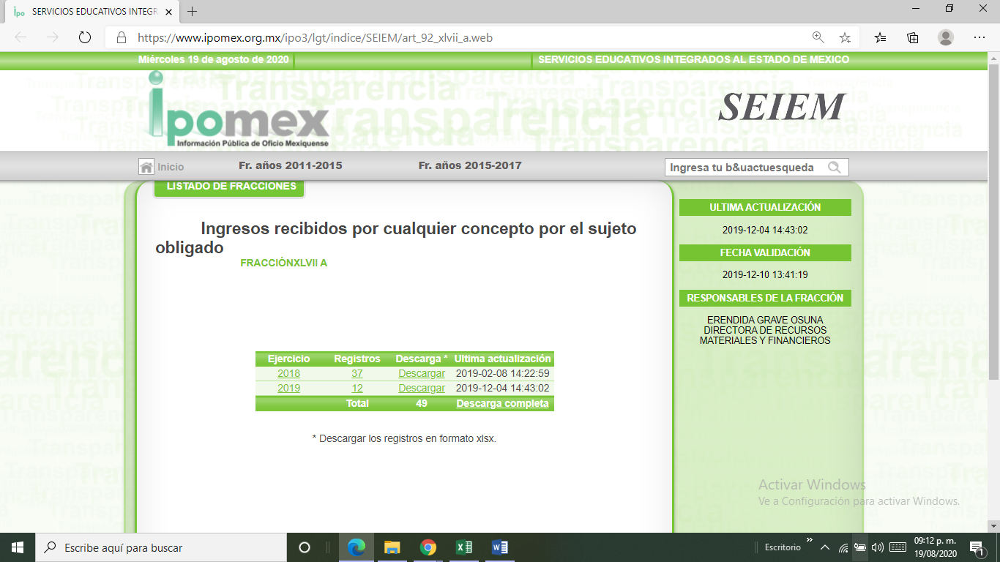 SERVICIOS EDUCATIVOS INTEGR
https://www.ipomex.org.mx/ipo3/lgt/indice/SEIEM/art_92_xlvii_a.web
Miércoles 19 de agosto de 2020
SERVICIOS EDUCATIVOS INTEGRADOS AL ESTADO DE MEXICO
ipomex
Información Pública de Oficio Mexiquense
Transparencia
SEIEM
Inicio
Fr. años 2011-2015
Fr. años 2015-2017
Ingresa tu b&uactuesqueda
LISTADO DE FRACCIONES
Ingresos recibidos por cualquier concepto por el sujeto
obligado
FRACCIÓNXLVII A
Ejercicio Registros Descarga * Ultima actualización
2018 37 Descargar 2019-02-08 14:22:59
2019 12 Descargar 2019-12-04 14:43:02
Total 49 Descarga completa
* Descargar los registros en formato xlsx.
ULTIMA ACTUALIZACIÓN
2019-12-04 14:43:02
FECHA VALIDACIÓN
2019-12-10 13:41:19
RESPONSABLES DE LA FRACCIÓN
ERENDIDA GRAVE OSUNA
DIRECTORA DE RECURSOS
MATERIALES Y FINANCIEROS
Activar Windows
Ve a Configuración para activar Windows.
Escribe aquí para buscar
Escritorio
09:12 p. m.
19/08/2020
1